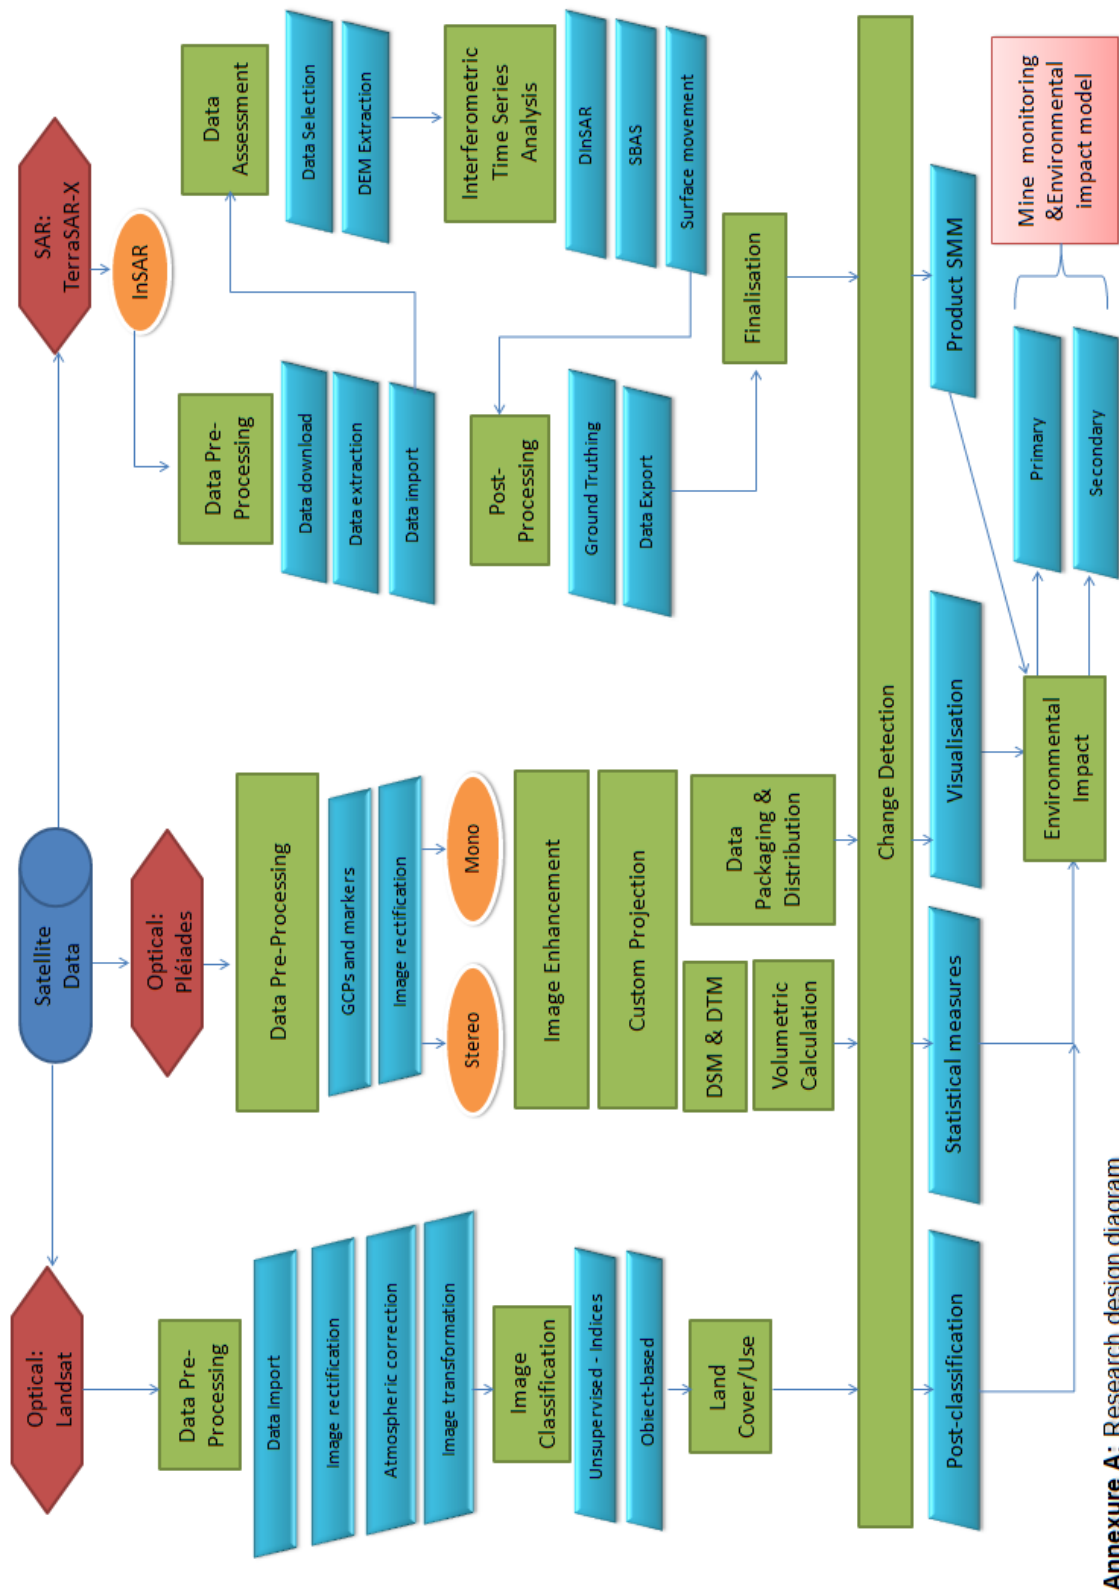 Satellite
Data
Optical:
Landsat
Data Pre-
Processing
Data Import
Image rectification
Atmospheric correction
Image transformation
Image
Classification
Unsupervised - Indices
Object-based
Land
Cover/Use
Optical:
Pléiades
Data Pre-Processing
GCPs and markers
Image rectification
Stereo
Mono
Image Enhancement
Custom Projection
DSM & DTM
Volumetric
Calculation
Data
Packaging &
Distribution
SAR:
TerraSAR-X
InSAR
Data Pre-
Processing
Data download
Data extraction
Data import
Data
Assessment
Data Selection
DEM Extraction
Interferometric
Time Series
Analysis
DInSAR
SBAS
Surface movement
Post-
Processing
Ground Truthing
Data Export
Finalisation
Change Detection
Post-classification
Statistical measures
Visualisation
Product SMM
Environmental
Impact
Primary
Secondary
Mine monitoring
&Environmental
impact model
Annexure A: Research design diagram